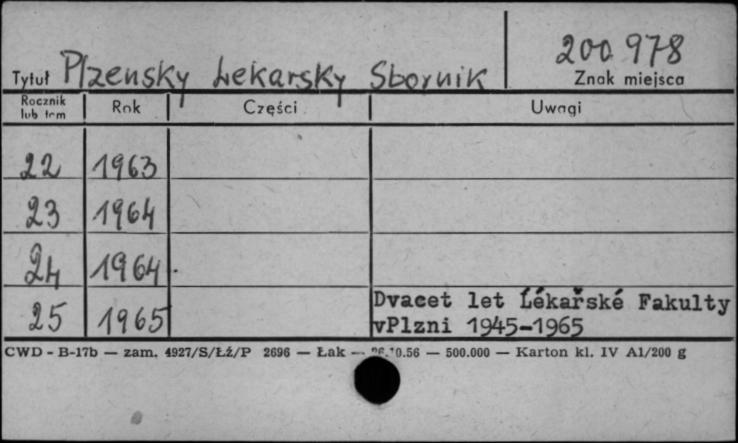 200 978
Tytuł Plzensky Lekarsky Sbornik Znak miejsca
Rocznik lub tom Rok Części Uwagi
22 1963
23 1964
24 1964
25 1965 Dvacet let Lékařské Fakulty
vPlzni 1945-1965
CWD - B-17b — zam. 4927/S/Łż/P 2696 — Łak — .10.56 — 500.000 — Karton kl. IV A1/200 g